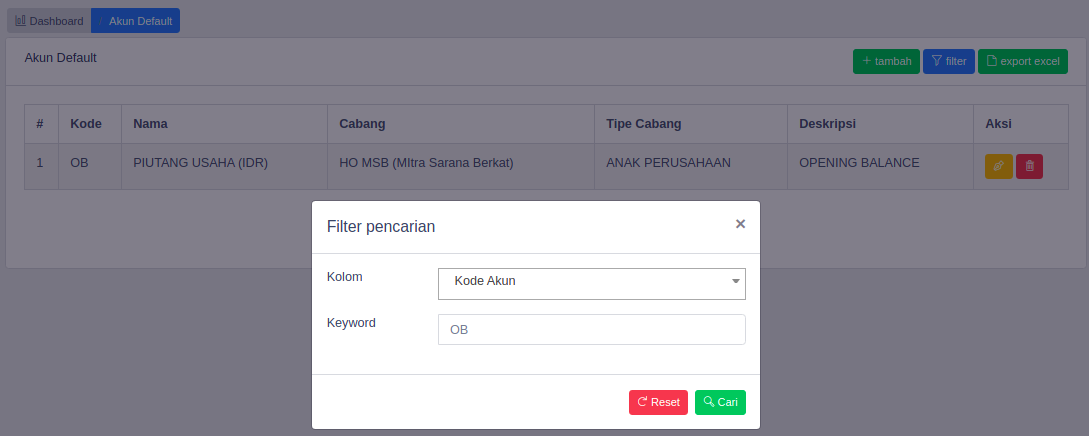 Dashboard / Akun Default
Akun Default
+ tambah filter export excel
# Kode Nama Cabang Tipe Cabang Deskripsi Aksi
1 OB PIUTANG USAHA (IDR) HO MSB (MItra Sarana Berkat) ANAK PERUSAHAAN OPENING BALANCE
Filter pencarian ×
Kolom Kode Akun
Keyword OB
Reset Cari